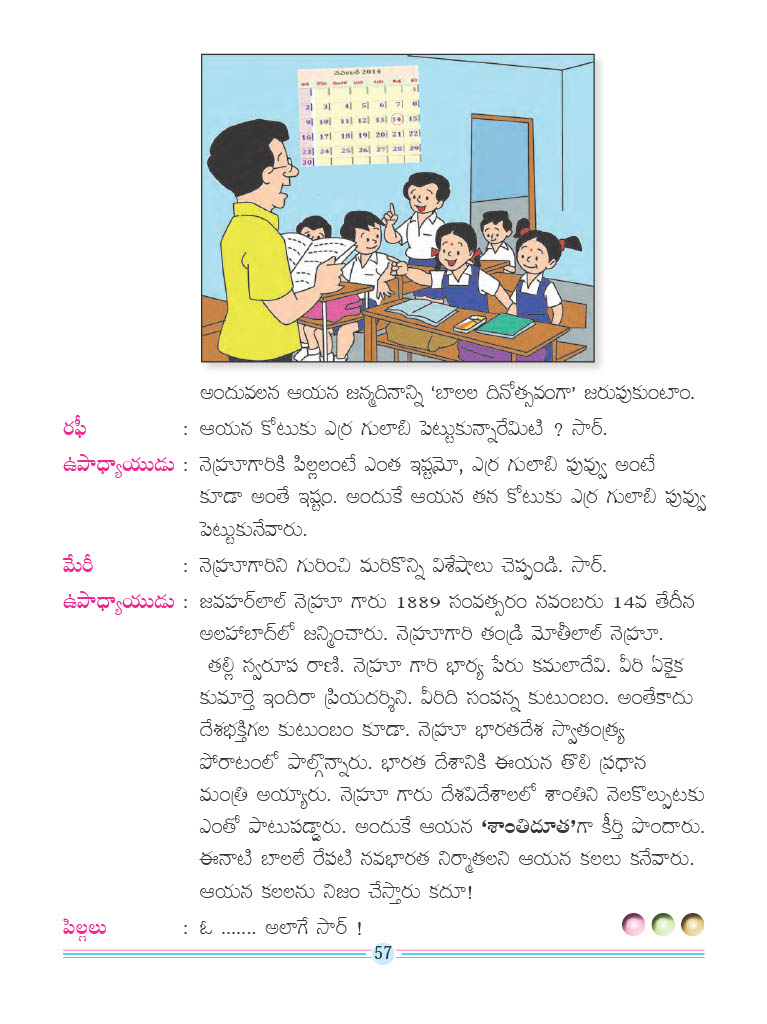 నవంబర్ 2014
1
2 3 4 5 6 7 8
9 10 11 12 13 14 15
16 17 18 19 20 21 22
23 24 25 26 27 28 29
30
అందువలన ఆయన జన్మదినాన్ని ‘బాలల దినోత్సవంగా’ జరుపుకుంటాం.
రఫీ : ఆయన కోటుకు ఎర్ర గులాబి పెట్టుకున్నారేమిటి ? సార్.
ఉపాధ్యాయుడు : నెహ్రూగారికి పిల్లలంటే ఎంత ఇష్టమో, ఎర్ర గులాబి పువ్వు అంటే
కూడా అంతే ఇష్టం. అందుకే ఆయన తన కోటుకు ఎర్ర గులాబి పువ్వు
పెట్టుకునేవారు.
మేరీ : నెహ్రూగారిని గురించి మరికొన్ని విశేషాలు చెప్పండి. సార్.
ఉపాధ్యాయుడు : జవహర్‌లాల్ నెహ్రూ గారు 1889 సంవత్సరం నవంబరు 14వ తేదీన
అలహాబాద్‌లో జన్మించారు. నెహ్రూగారి తండ్రి మోతీలాల్ నెహ్రూ.
తల్లి స్వరూప రాణి. నెహ్రూ గారి భార్య పేరు కమలాదేవి. వీరి ఏకైక
కుమార్తె ఇందిరా ప్రియదర్శిని. వీరిది సంపన్న కుటుంబం. అంతేకాదు
దేశభక్తిగల కుటుంబం కూడా. నెహ్రూ భారతదేశ స్వాతంత్ర్య
పోరాటంలో పాల్గొన్నారు. భారత దేశానికి ఈయన తొలి ప్రధాన
మంత్రి అయ్యారు. నెహ్రూ గారు దేశవిదేశాలలో శాంతిని నెలకొల్పుటకు
ఎంతో పాటుపడ్డారు. అందుకే ఆయన ‘శాంతిదూత’గా కీర్తి పొందారు.
ఈనాటి బాలలే రేపటి నవభారత నిర్మాతలని ఆయన కలలు కనేవారు.
ఆయన కలలను నిజం చేస్తారు కదూ!
పిల్లలు : ఓ ....... అలాగే సార్ !
57